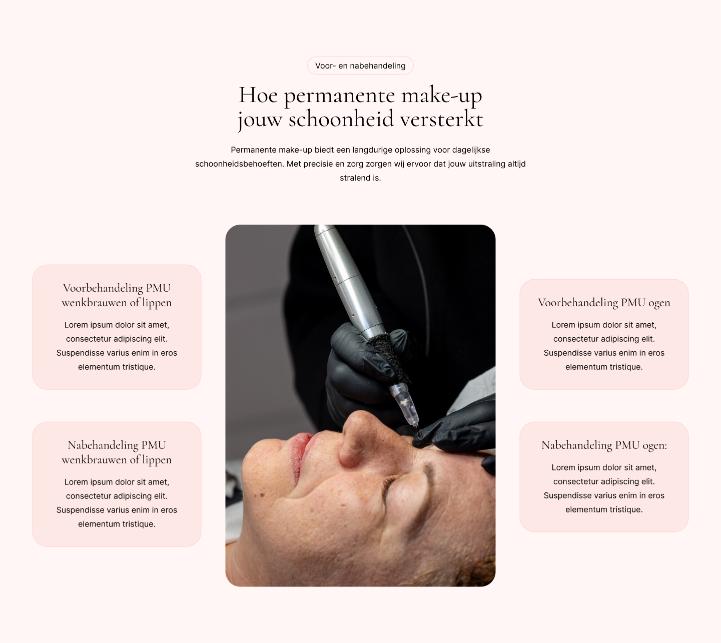 Voor- en nabehandeling
Hoe permanente make-up
jouw schoonheid versterkt
Permanente make-up biedt een langdurige oplossing voor dagelijkse
schoonheidsbehoeften. Met precisie en zorg zorgen wij ervoor dat jouw uitstraling altijd
stralend is.
Voorbehandeling PMU
wenkbrauwen of lippen
Lorem ipsum dolor sit amet,
consectetur adipiscing elit.
Suspendisse varius enim in eros
elementum tristique.
Nabehandeling PMU
wenkbrauwen of lippen
Lorem ipsum dolor sit amet,
consectetur adipiscing elit.
Suspendisse varius enim in eros
elementum tristique.
Voorbehandeling PMU ogen
Lorem ipsum dolor sit amet,
consectetur adipiscing elit.
Suspendisse varius enim in eros
elementum tristique.
Nabehandeling PMU ogen:
Lorem ipsum dolor sit amet,
consectetur adipiscing elit.
Suspendisse varius enim in eros
elementum tristique.